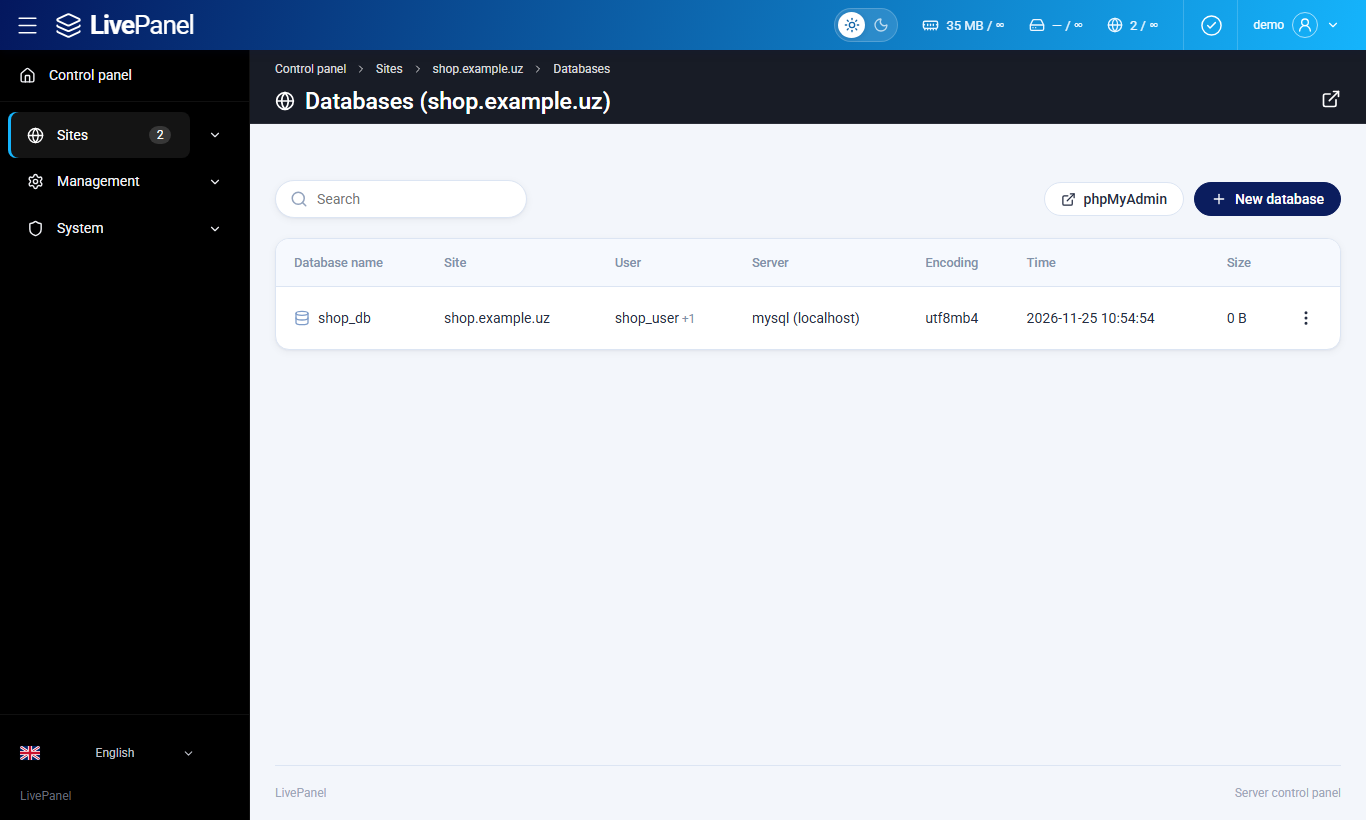 LivePanel
35 MB / ∞
— / ∞
2 / ∞
demo
Control panel
Sites
2
Management
System
English
LivePanel
Control panel > Sites > shop.example.uz > Databases
Databases (shop.example.uz)
Search
phpMyAdmin
+ New database
Database name Site User Server Encoding Time Size
shop_db shop.example.uz shop_user +1 mysql (localhost) utf8mb4 2026-11-25 10:54:54 0 B
LivePanel
Server control panel